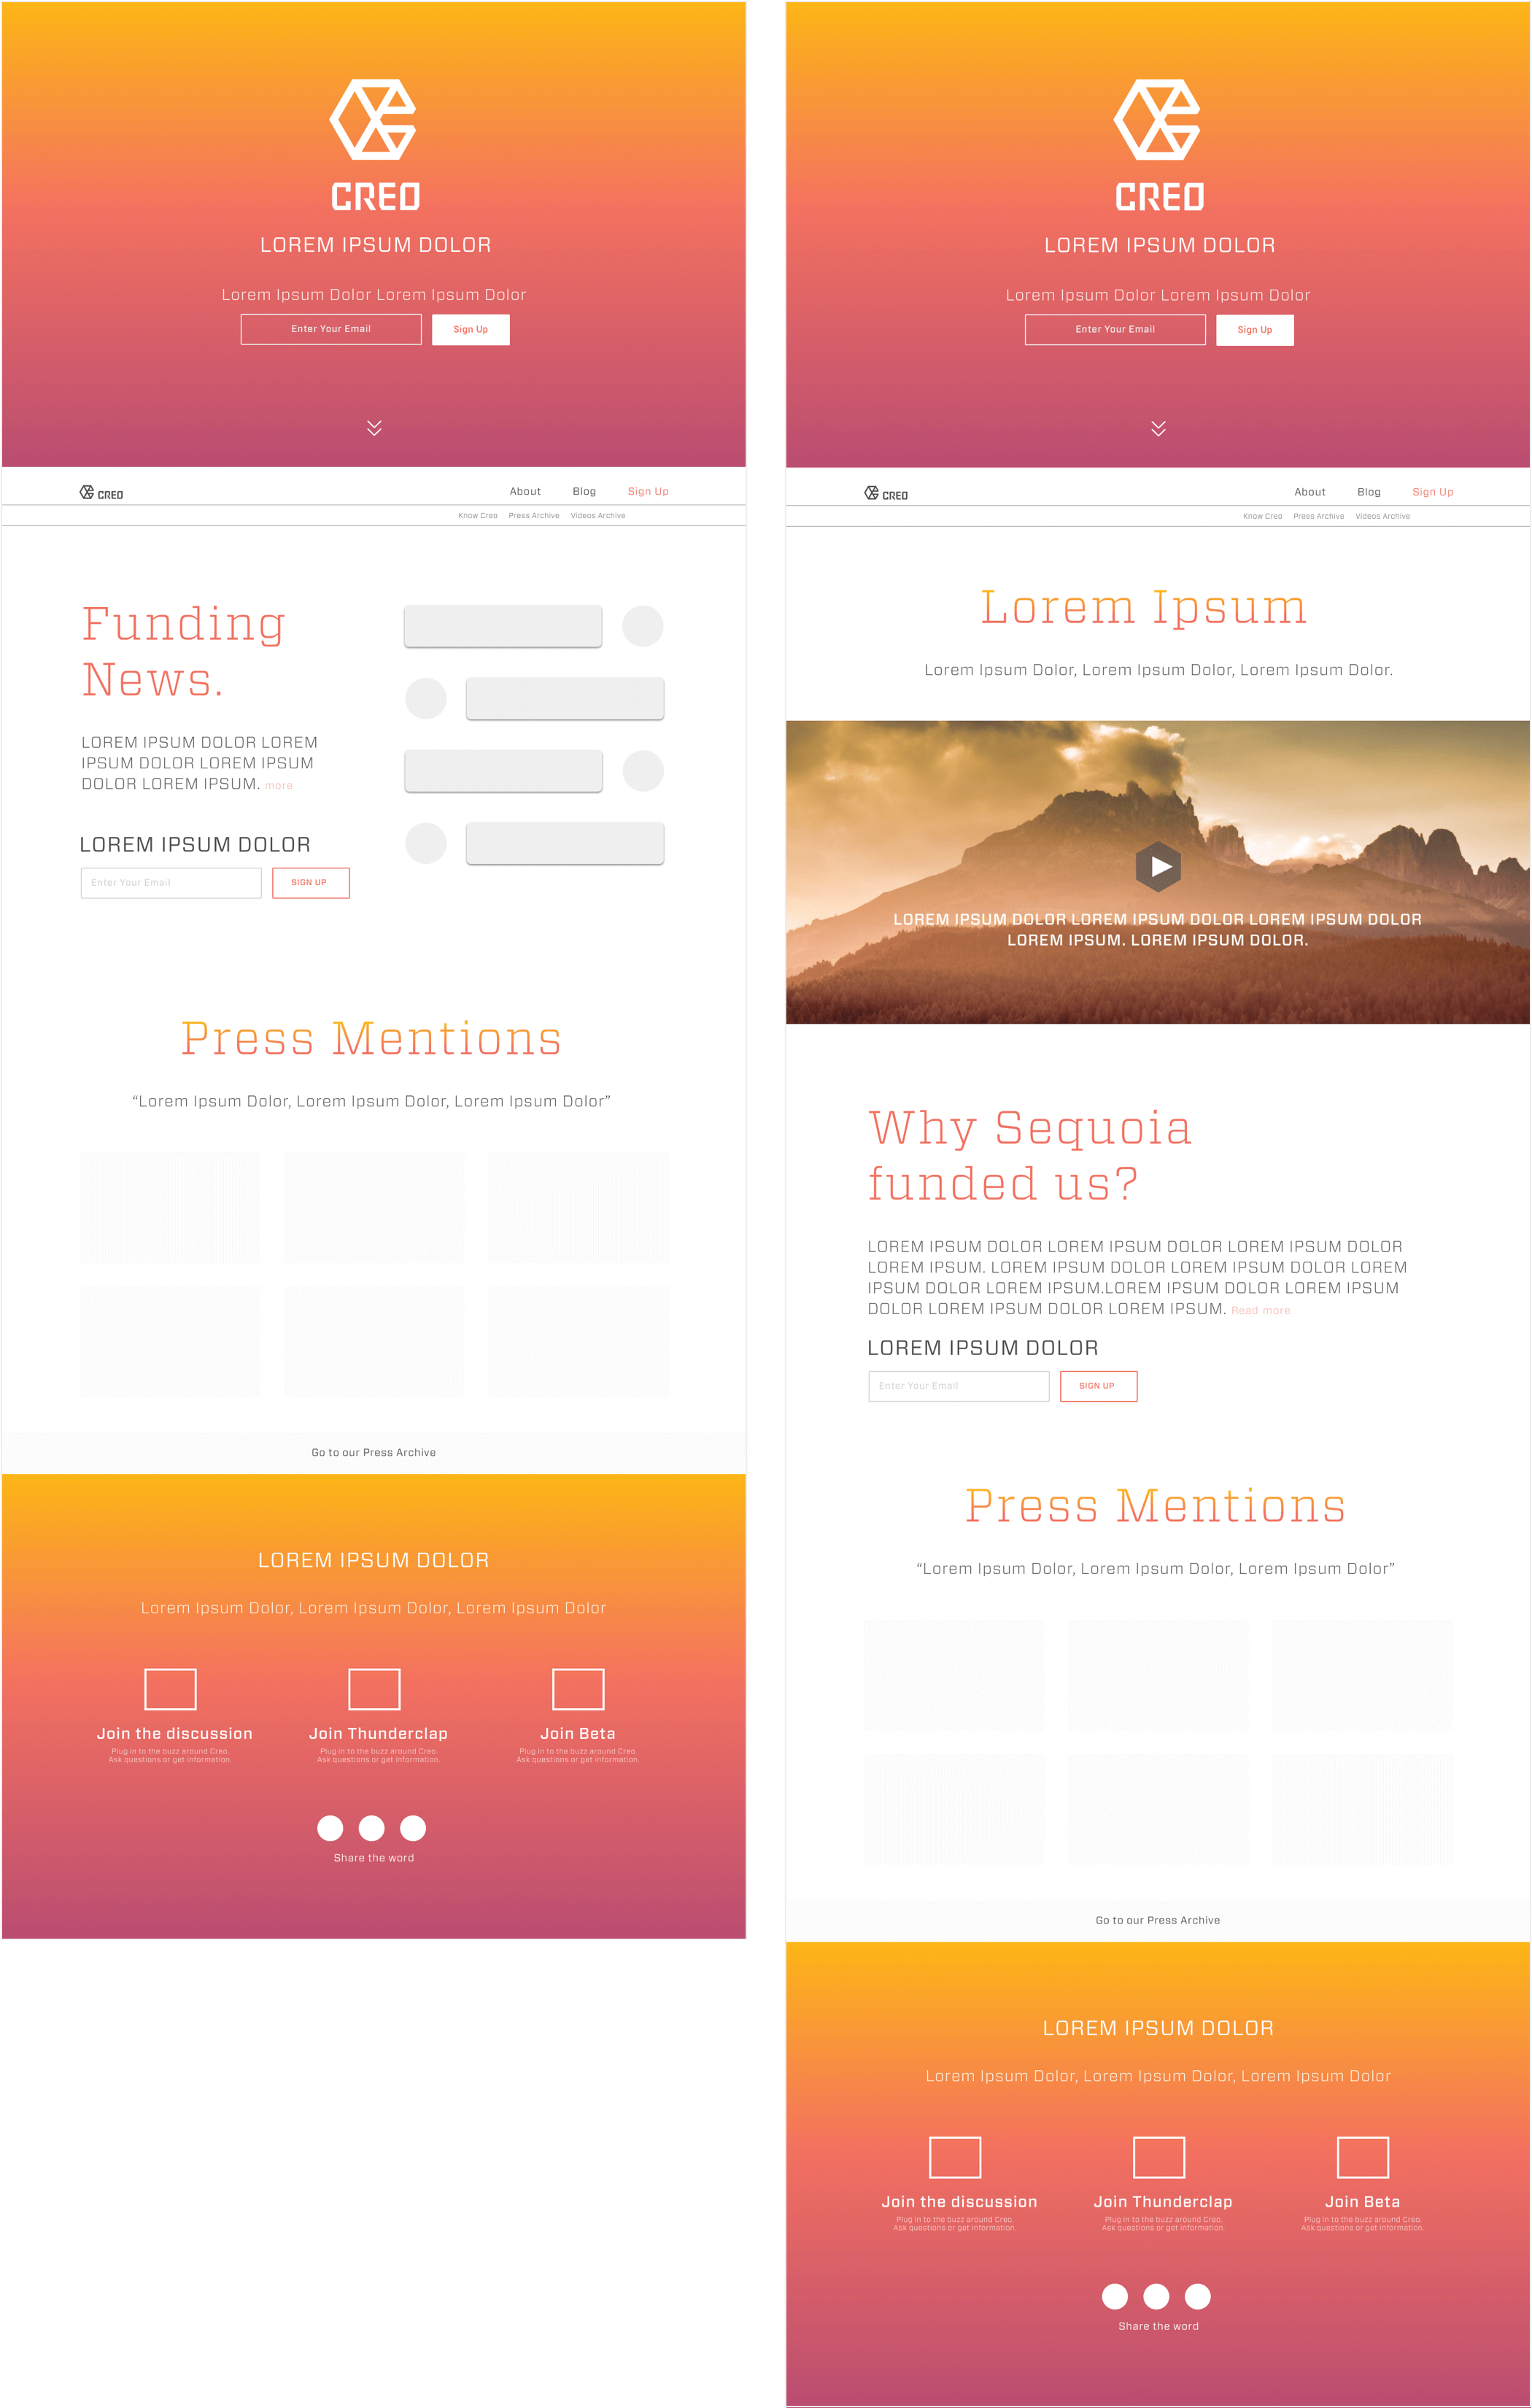 CREO
LOREM IPSUM DOLOR
Lorem Ipsum Dolor Lorem Ipsum Dolor
Enter Your Email
Sign Up
CREO
About
Blog
Sign Up
Know Creo
Press Archive
Videos Archive
Funding
News.
LOREM IPSUM DOLOR LOREM
IPSUM DOLOR LOREM IPSUM
DOLOR LOREM IPSUM. more
LOREM IPSUM DOLOR
Enter Your Email
SIGN UP
Press Mentions
“Lorem Ipsum Dolor, Lorem Ipsum Dolor, Lorem Ipsum Dolor”
Go to our Press Archive
LOREM IPSUM DOLOR
Lorem Ipsum Dolor, Lorem Ipsum Dolor, Lorem Ipsum Dolor
Join the discussion
Plug in to the buzz around Creo.
Ask questions or get information.
Join Thunderclap
Plug in to the buzz around Creo.
Ask questions or get information.
Join Beta
Plug in to the buzz around Creo.
Ask questions or get information.
Share the word
CREO
LOREM IPSUM DOLOR
Lorem Ipsum Dolor Lorem Ipsum Dolor
Enter Your Email
Sign Up
CREO
About
Blog
Sign Up
Know Creo
Press Archive
Videos Archive
Lorem Ipsum
Lorem Ipsum Dolor, Lorem Ipsum Dolor, Lorem Ipsum Dolor.
LOREM IPSUM DOLOR LOREM IPSUM DOLOR LOREM IPSUM DOLOR
LOREM IPSUM. LOREM IPSUM DOLOR.
Why Sequoia
funded us?
LOREM IPSUM DOLOR LOREM IPSUM DOLOR LOREM IPSUM DOLOR
LOREM IPSUM. LOREM IPSUM DOLOR LOREM IPSUM DOLOR LOREM
IPSUM DOLOR LOREM IPSUM.LOREM IPSUM DOLOR LOREM IPSUM
DOLOR LOREM IPSUM DOLOR LOREM IPSUM. Read more
LOREM IPSUM DOLOR
Enter Your Email
SIGN UP
Press Mentions
“Lorem Ipsum Dolor, Lorem Ipsum Dolor, Lorem Ipsum Dolor”
Go to our Press Archive
LOREM IPSUM DOLOR
Lorem Ipsum Dolor, Lorem Ipsum Dolor, Lorem Ipsum Dolor
Join the discussion
Plug in to the buzz around Creo.
Ask questions or get information.
Join Thunderclap
Plug in to the buzz around Creo.
Ask questions or get information.
Join Beta
Plug in to the buzz around Creo.
Ask questions or get information.
Share the word